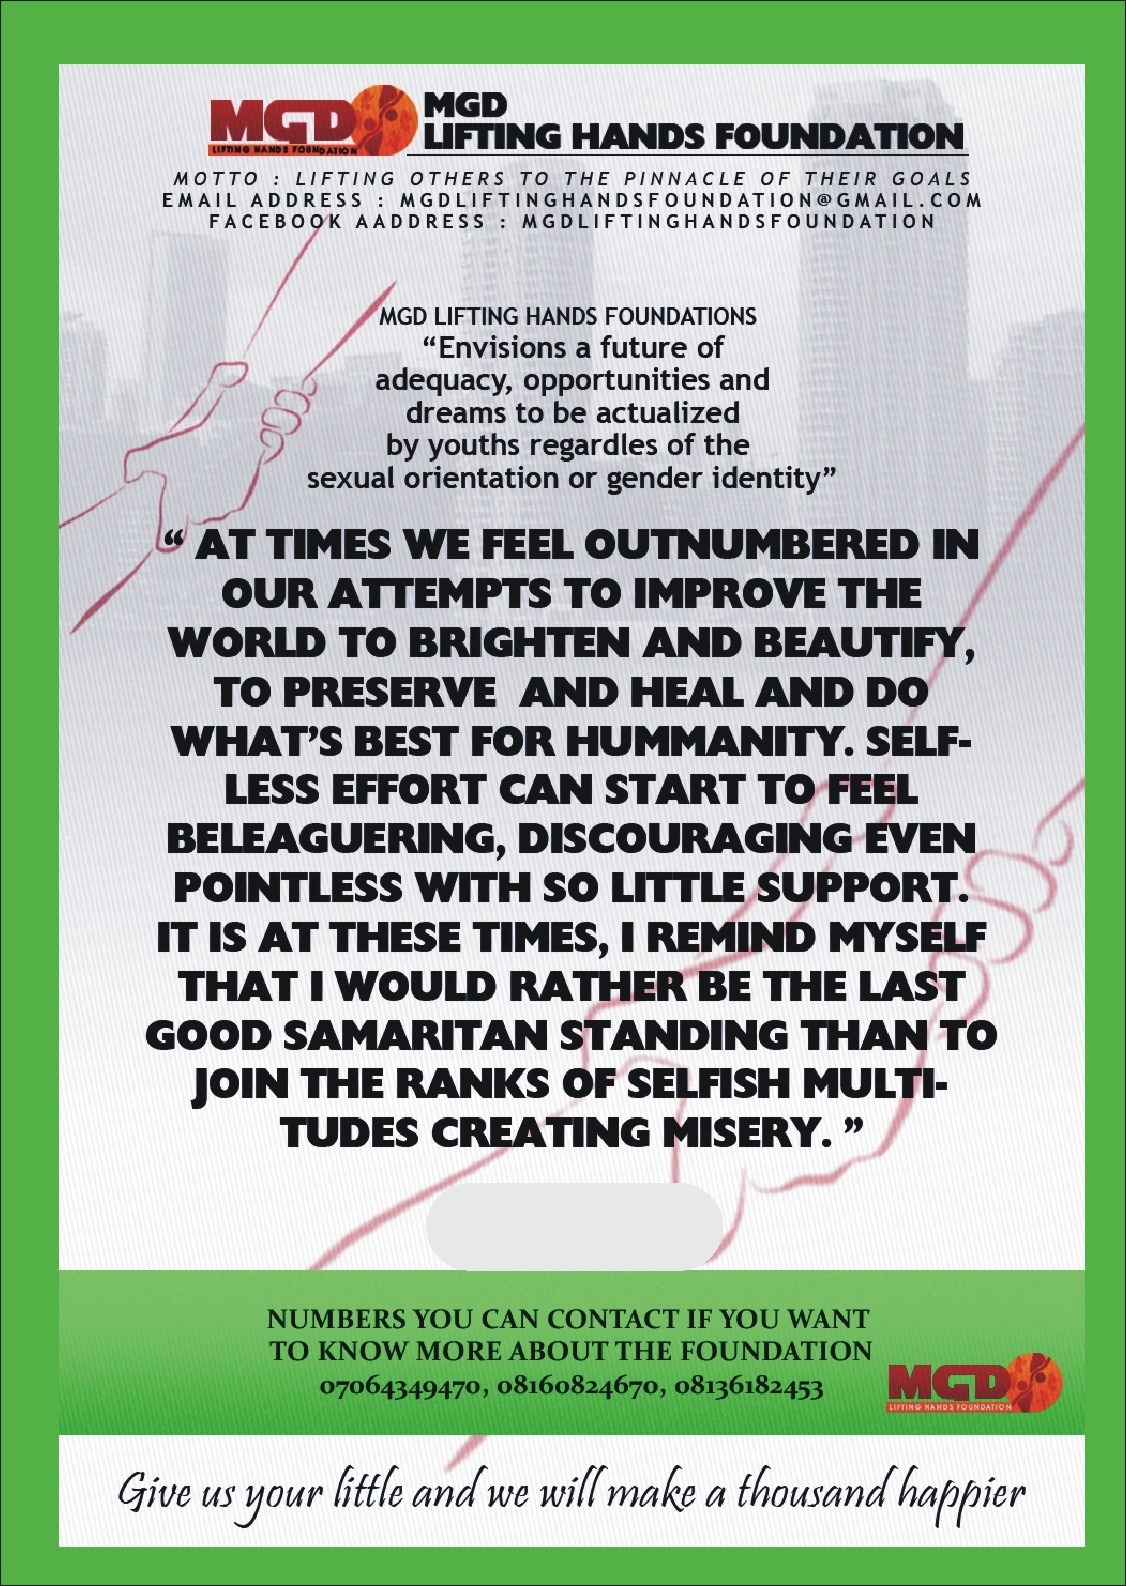 MGD
LIFTING HANDS FOUNDATION
MGD
LIFTING HANDS FOUNDATION
MOTTO : LIFTING OTHERS TO THE PINNACLE OF THEIR GOALS
EMAIL ADDRESS : MGDLIFTINGHANDSFOUNDATION@GMAIL.COM
FACEBOOK AADDRESS : MGDLIFTINGHANDSFOUNDATION
MGD LIFTING HANDS FOUNDATIONS
“Envisions a future of
adequacy, opportunities and
dreams to be actualized
by youths regardles of the
sexual orientation or gender identity”
“ AT TIMES WE FEEL OUTNUMBERED IN
OUR ATTEMPTS TO IMPROVE THE
WORLD TO BRIGHTEN AND BEAUTIFY,
TO PRESERVE AND HEAL AND DO
WHAT’S BEST FOR HUMMANITY. SELF-
LESS EFFORT CAN START TO FEEL
BELEAGUERING, DISCOURAGING EVEN
POINTLESS WITH SO LITTLE SUPPORT.
IT IS AT THESE TIMES, I REMIND MYSELF
THAT I WOULD RATHER BE THE LAST
GOOD SAMARITAN STANDING THAN TO
JOIN THE RANKS OF SELFISH MULTI-
TUDES CREATING MISERY. ”
NUMBERS YOU CAN CONTACT IF YOU WANT
TO KNOW MORE ABOUT THE FOUNDATION
07064349470, 08160824670, 08136182453
MGD
LIFTING HANDS FOUNDATION
Give us your little and we will make a thousand happier